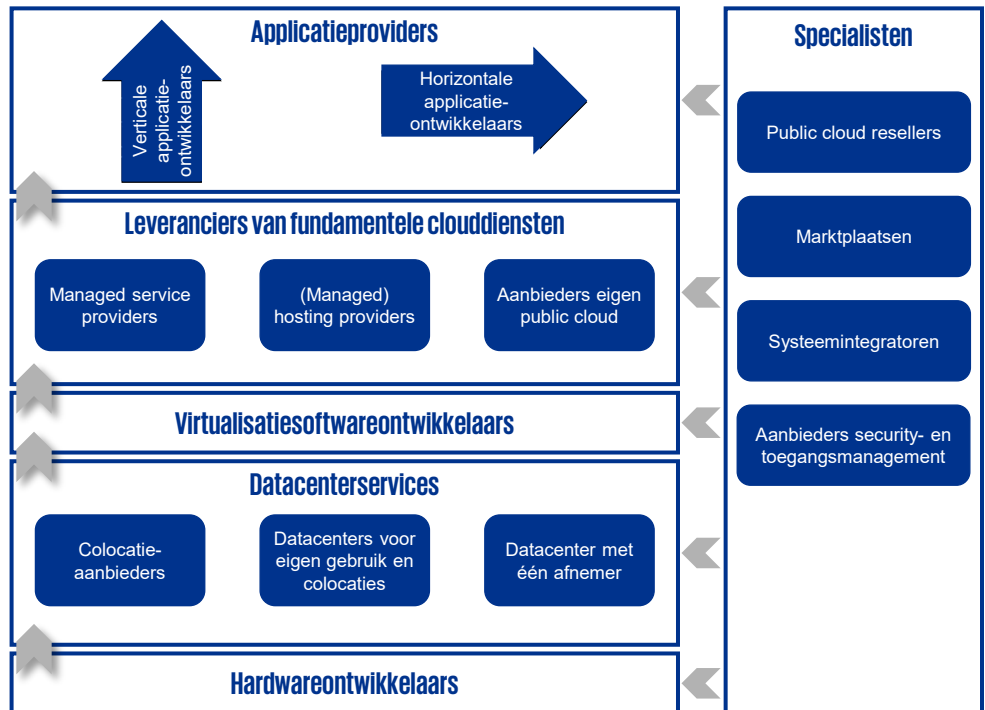 Applicatieproviders
Verticale
applicatie-
ontwikkelaars
Horizontale
applicatie-
ontwikkelaars
Leveranciers van fundamentele clouddiensten
Managed service
providers
(Managed)
hosting providers
Aanbieders eigen
public cloud
Virtualisatiesoftwareontwikkelaars
Datacenterservices
Colocatie-
aanbieders
Datacenters voor
eigen gebruik en
colocaties
Datacenter met
één afnemer
Hardwareontwikkelaars
Specialisten
Public cloud resellers
Marktplaatsen
Systeemintegratoren
Aanbieders security- en
toegangsmanagement